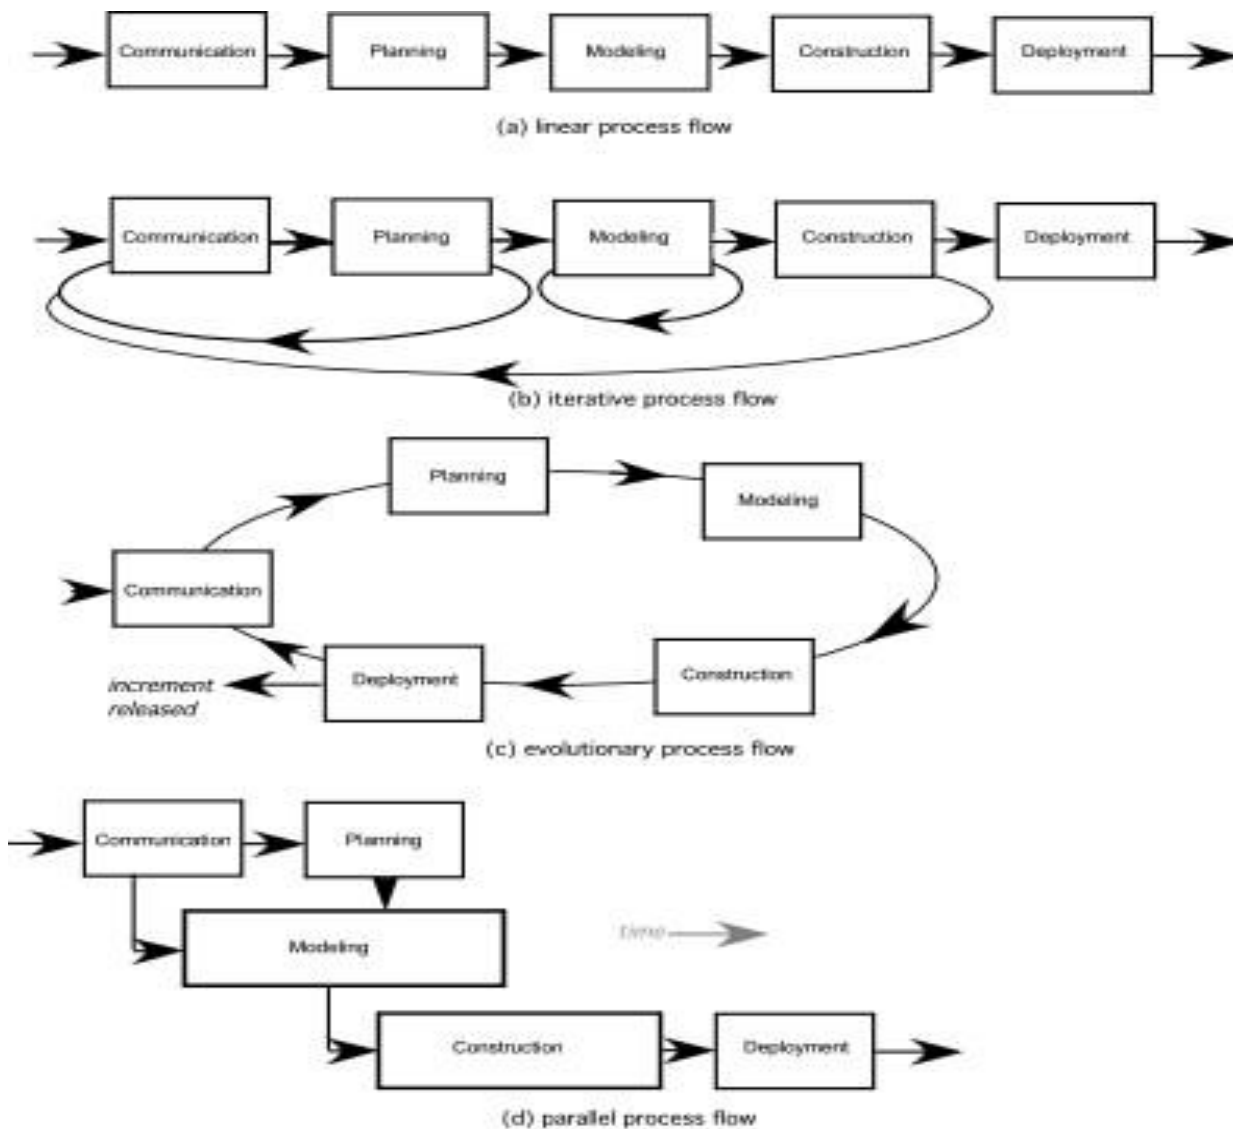 Communication Planning Modeling Construction Deployment
(a) linear process flow
Communication Planning Modeling Construction Deployment
(b) iterative process flow
Planning
Modeling
Communication
Construction
Deployment
increment
released
(c) evolutionary process flow
Communication Planning
time
Modeling
Construction Deployment
(d) parallel process flow